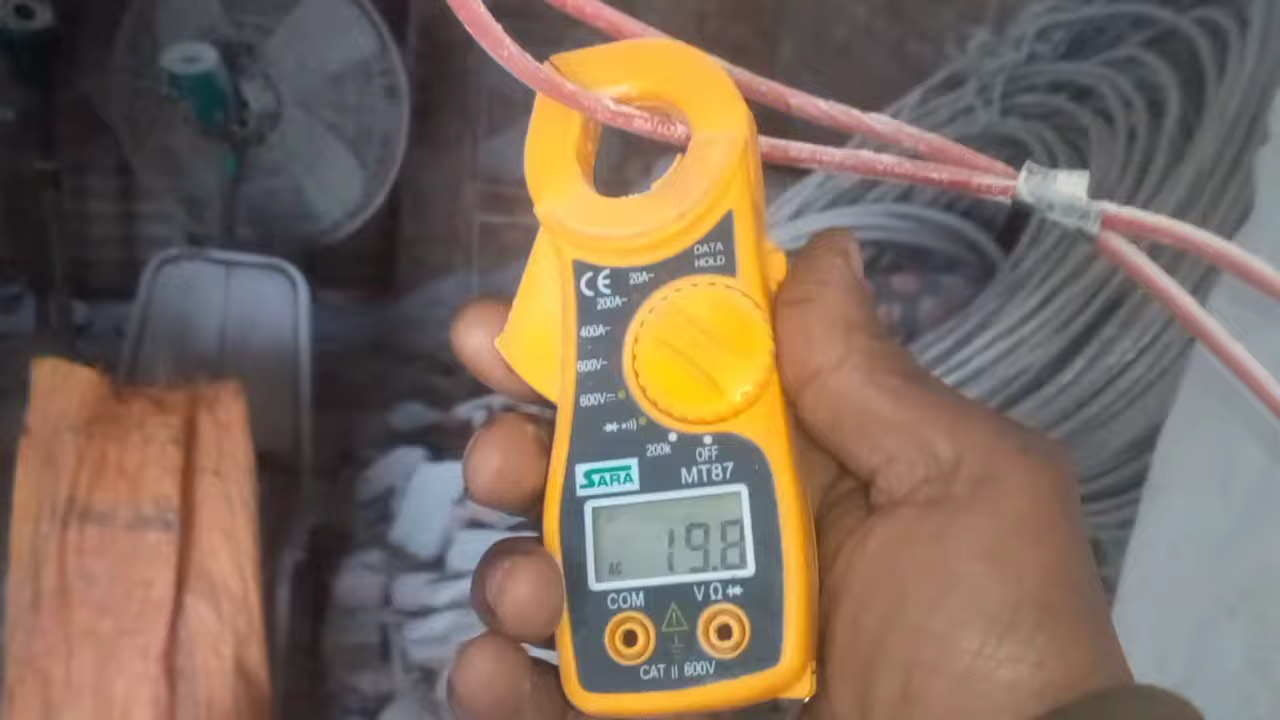 DATA
HOLD
CE
20A~
200A~
400A~
600V~
600V
200k
OFF
SARA
MT87
19.8
AC
COM
VΩ
CAT II 600V